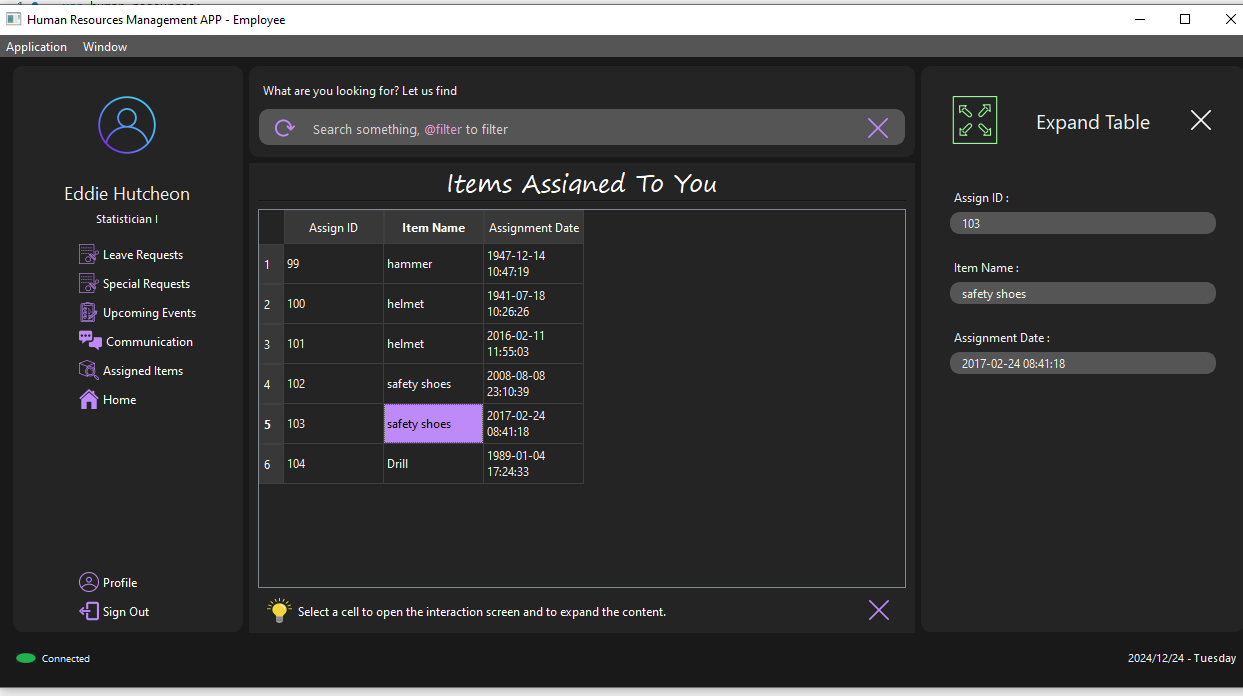 Human Resources Management APP - Employee
Application Window
Eddie Hutcheon
Statistician I
Leave Requests
Special Requests
Upcoming Events
Communication
Assigned Items
Home
Profile
Sign Out
What are you looking for? Let us find
Search something, @filter to filter
Items Assigned To You
Assign ID Item Name Assignment Date
1 99 hammer 1947-12-14
10:47:19
2 100 helmet 1941-07-18
10:26:26
3 101 helmet 2016-02-11
11:55:03
4 102 safety shoes 2008-08-08
23:10:39
5 103 safety shoes 2017-02-24
08:41:18
6 104 Drill 1989-01-04
17:24:33
Select a cell to open the interaction screen and to expand the content.
Expand Table
Assign ID :
103
Item Name :
safety shoes
Assignment Date :
2017-02-24 08:41:18
Connected
2024/12/24 - Tuesday